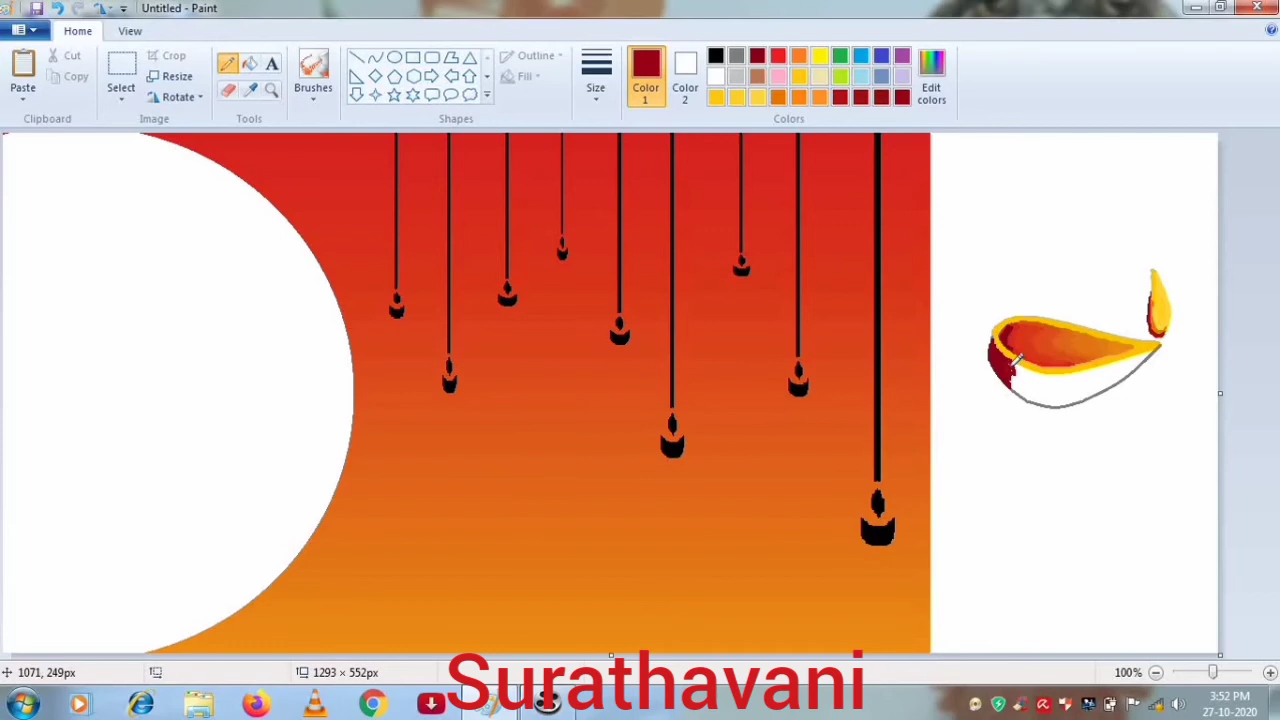 Untitled - Paint
Home
View
Paste
Cut
Copy
Clipboard
Select
Crop
Resize
Rotate
Image
A
Tools
Brushes
Outline
Fill
Shapes
Size
Color
1
Color
2
Edit
colors
Colors
1071, 249px
1293 × 552px
100%
Surathavani
3:52 PM
27-10-2020